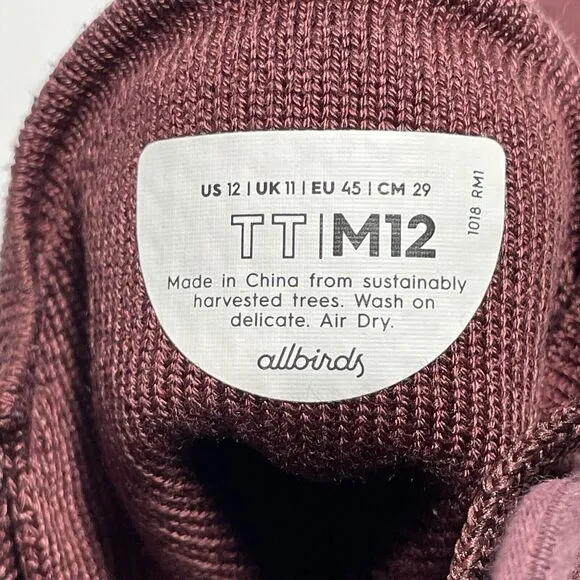 US 12 | UK 11 | EU 45 | CM 29
TT | M12
Made in China from sustainably
harvested trees. Wash on
delicate. Air Dry.
allbirds
1018 RM1